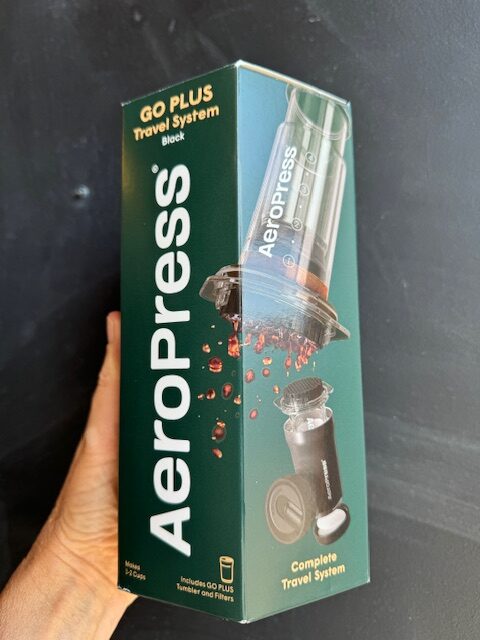 GO PLUS
Travel System
Black
AeroPress®
Makes
1-2 Cups
Includes GO PLUS
Tumbler and Filters
AeroPress
Complete
Travel System